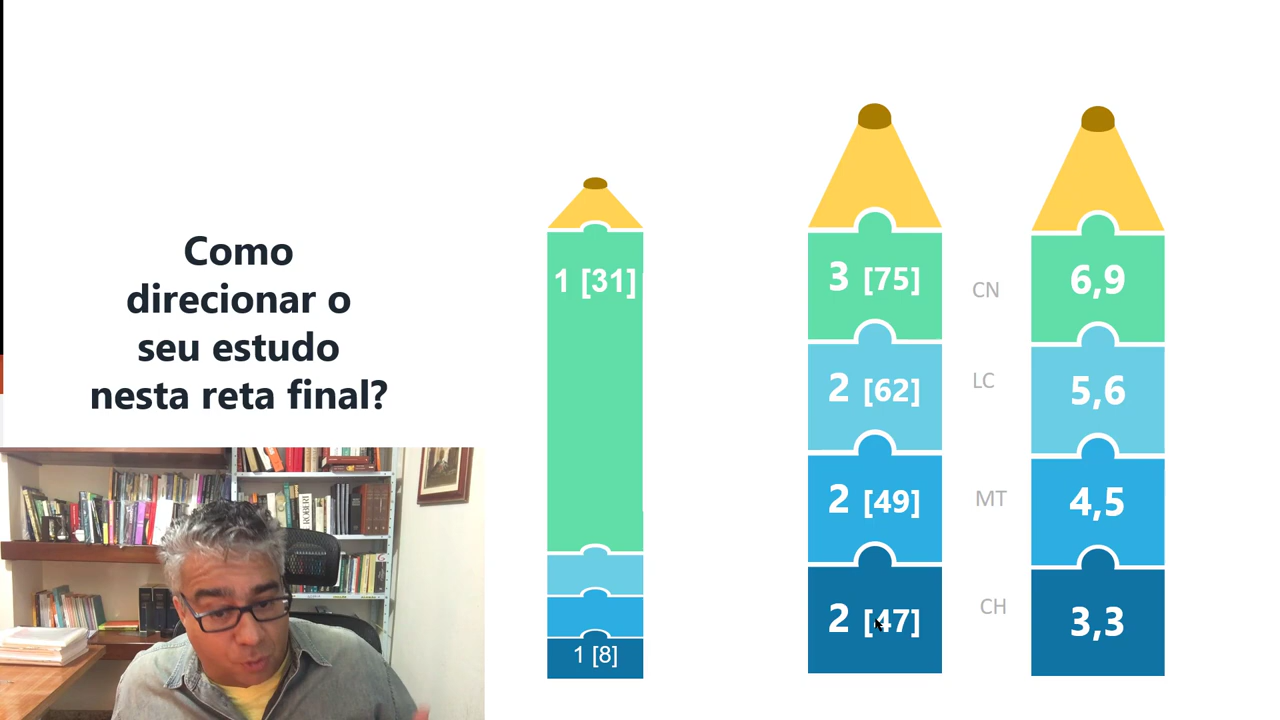 Como
direcionar o
seu estudo
nesta reta final?
1 [31]
1 [8]
3 [75]
2 [62]
2 [49]
2 [47]
CN
LC
MT
CH
6,9
5,6
4,5
3,3